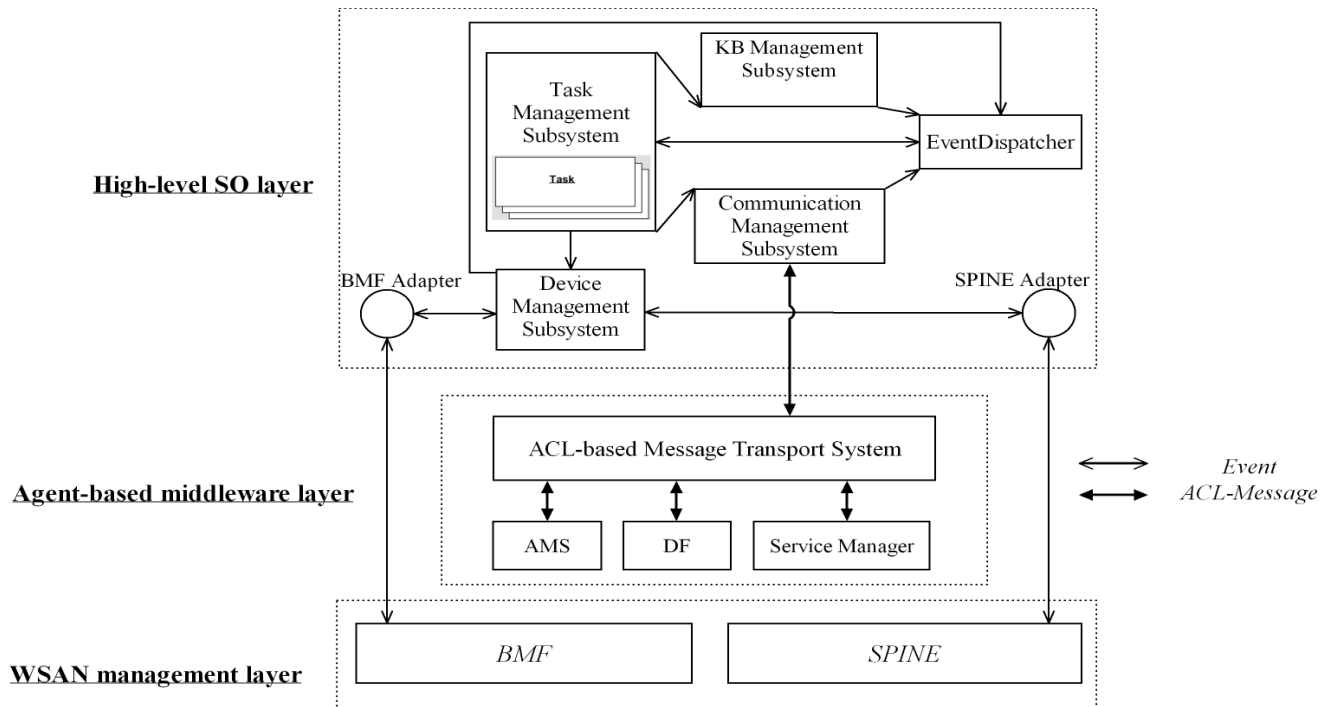 KB Management
Subsystem
Task
Management
Subsystem
EventDispatcher
Task
High-level SO layer
Communication
Management
Subsystem
BMF Adapter
Device
Management
Subsystem
SPINE Adapter
ACL-based Message Transport System
Event
ACL-Message
Agent-based middleware layer
AMS
DF
Service Manager
BMF
SPINE
WSAN management layer